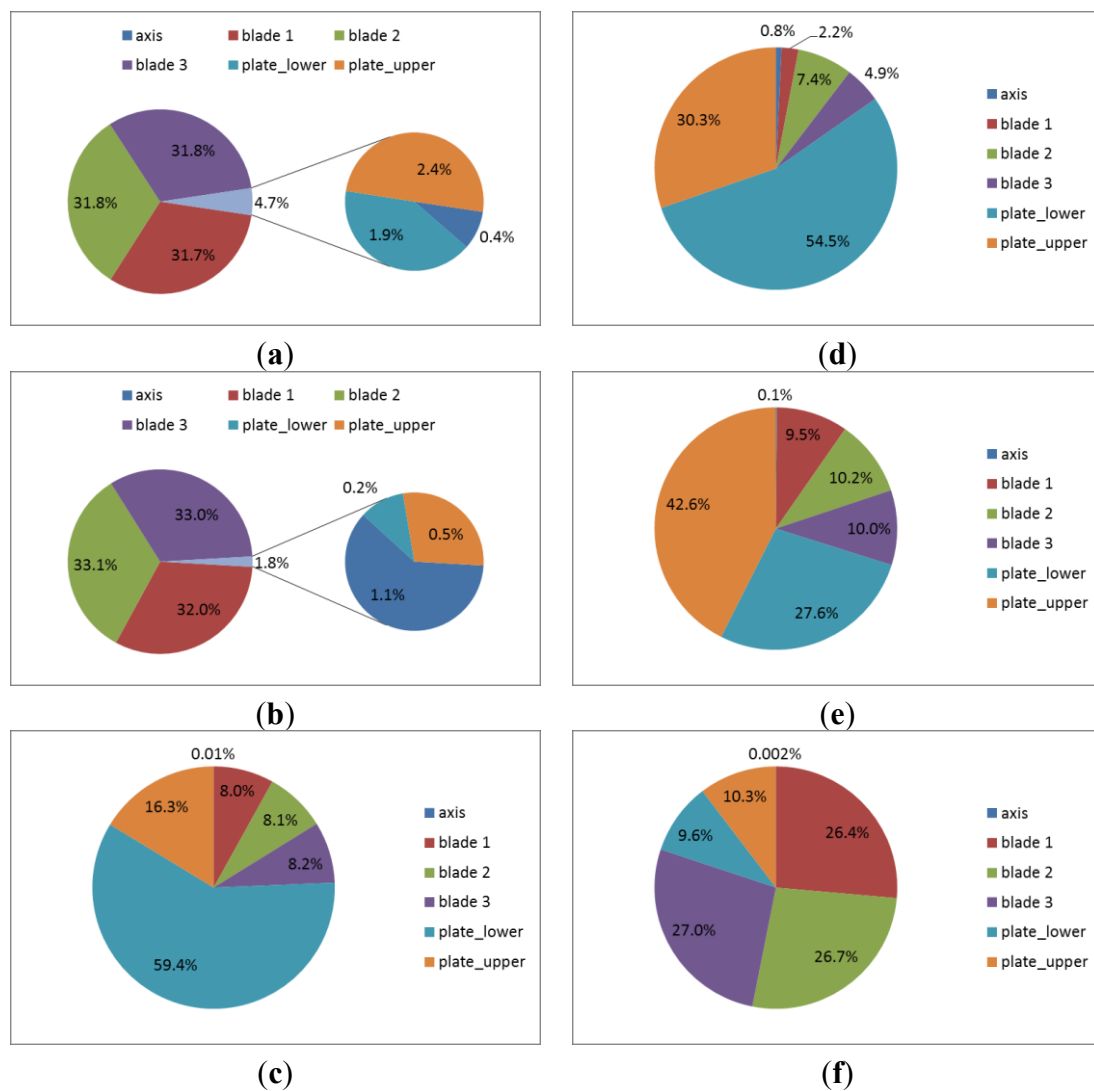 axis blade 1 blade 2
blade 3 plate_lower plate_upper
31.8%
31.8%
4.7%
31.7%
2.4%
1.9%
0.4%
(a)
0.8%
2.2%
7.4%
4.9%
30.3%
54.5%
axis
blade 1
blade 2
blade 3
plate_lower
plate_upper
(d)
axis blade 1 blade 2
blade 3 plate_lower plate_upper
33.0%
33.1%
1.8%
32.0%
0.2%
0.5%
1.1%
(b)
0.1%
9.5%
10.2%
42.6%
10.0%
27.6%
axis
blade 1
blade 2
blade 3
plate_lower
plate_upper
(e)
0.01%
8.0%
16.3%
8.1%
8.2%
59.4%
axis
blade 1
blade 2
blade 3
plate_lower
plate_upper
(c)
0.002%
10.3%
26.4%
9.6%
27.0%
26.7%
axis
blade 1
blade 2
blade 3
plate_lower
plate_upper
(f)